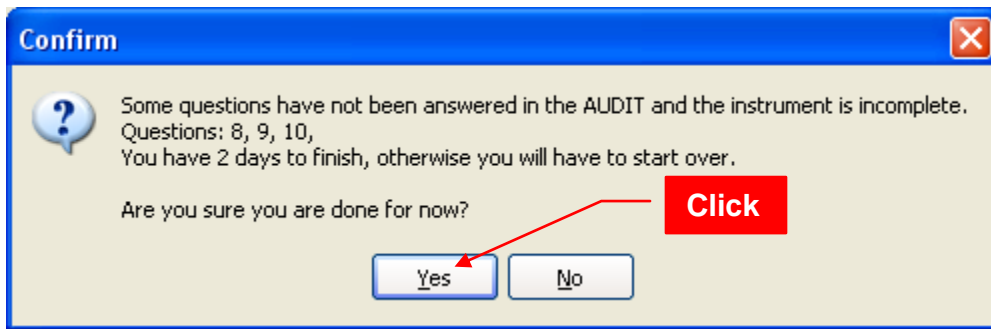 Confirm
Some questions have not been answered in the AUDIT and the instrument is incomplete.
Questions: 8, 9, 10,
You have 2 days to finish, otherwise you will have to start over.
Are you sure you are done for now?
Click
Yes
No